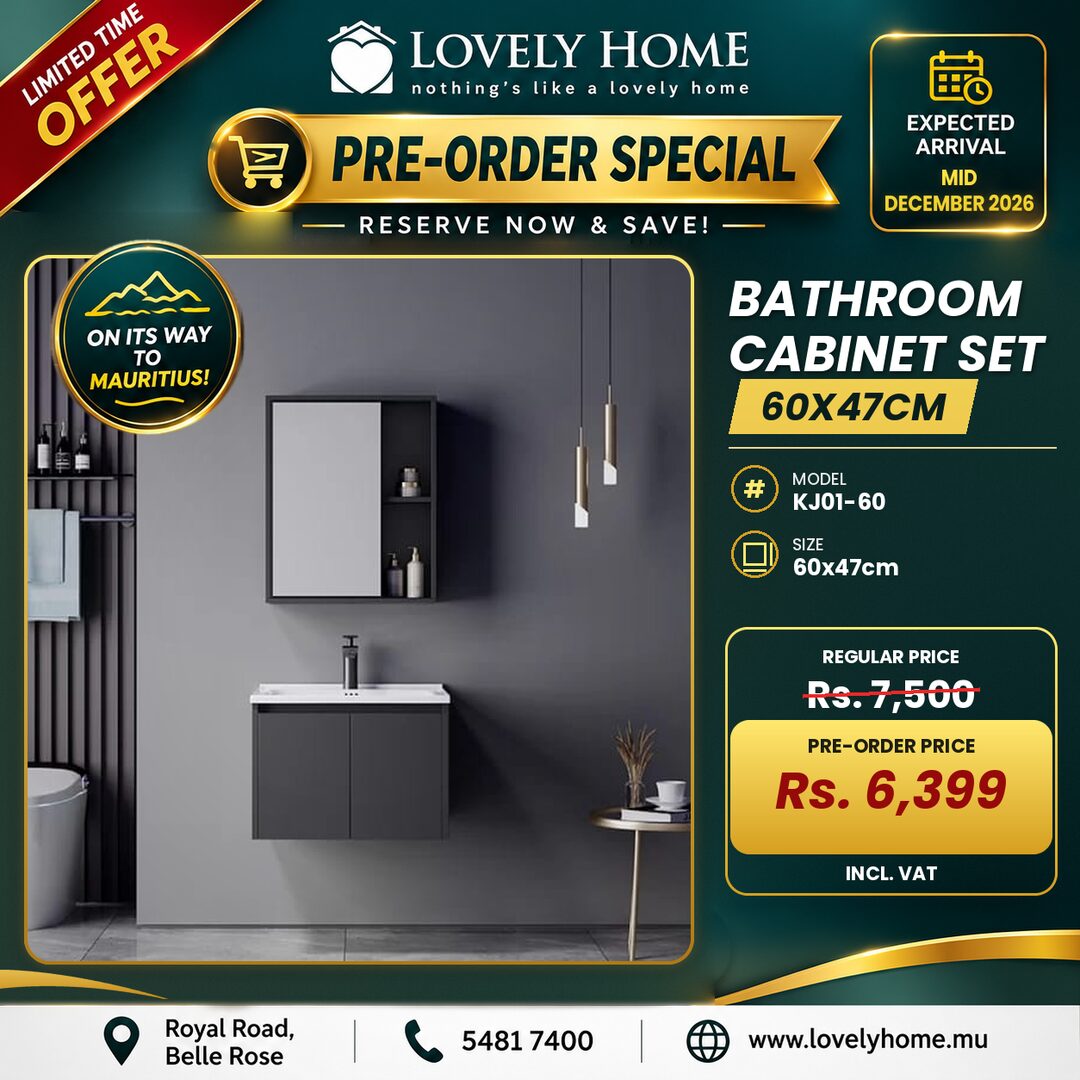 LIMITED TIME
OFFER
LOVELY HOME
nothing's like a lovely home
PRE-ORDER SPECIAL
RESERVE NOW & SAVE!
EXPECTED
ARRIVAL
MID
DECEMBER 2026
ON ITS WAY
TO
MAURITIUS!
BATHROOM
CABINET SET
60X47CM
#
MODEL
KJ01-60
SIZE
60x47cm
REGULAR PRICE
Rs. 7,500
PRE-ORDER PRICE
Rs. 6,399
INCL. VAT
Royal Road,
Belle Rose
5481 7400
www.lovelyhome.mu